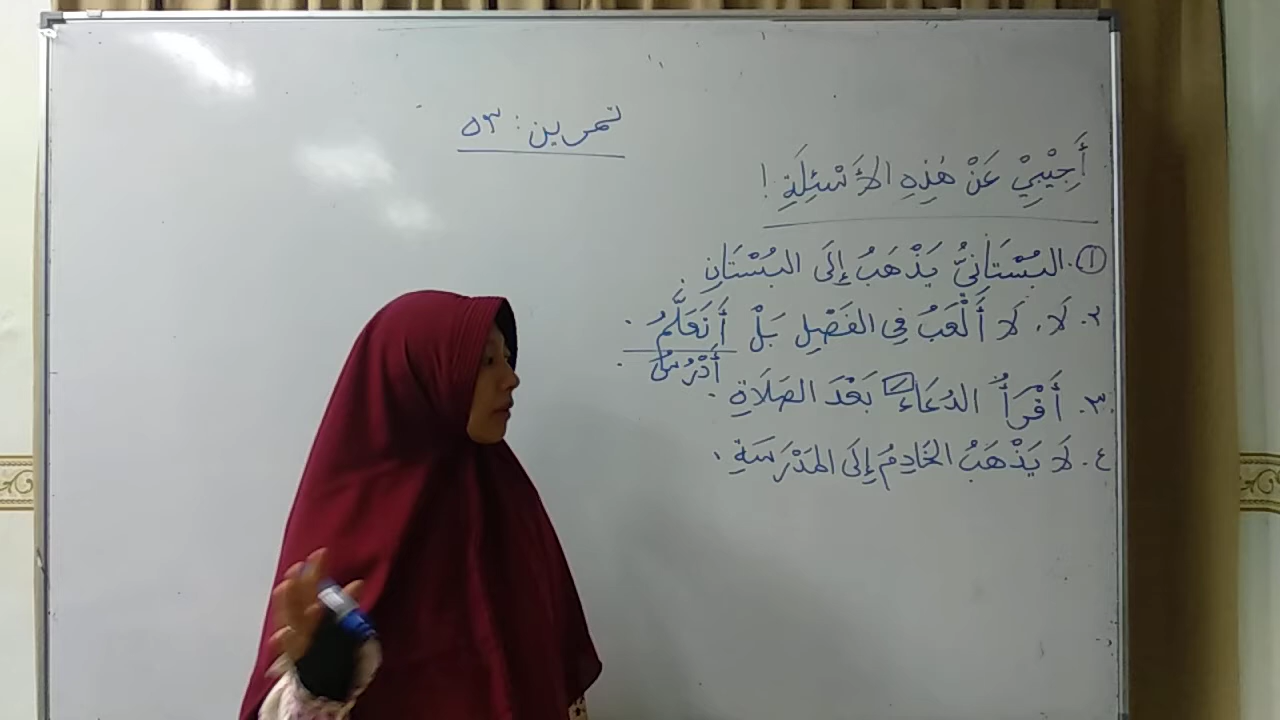 تمرين : ٥٣
أَجِيْبِيْ عَنْ هٰذِهِ الأَسْئِلَةِ !
١. البُسْتَانِيُّ يَذْهَبُ إِلَى البُسْتَانِ .
٢. لَا، لَا أَلْعَبُ فِي الفَصْلِ بَلْ أَتَعَلَّمُ .
أَدْرُسُ .
٣. أَقْرَأُ الدُعَاءَ بَعْدَ الصَلَاةِ .
٤. لَا يَذْهَبُ الخَادِمُ إِلَى المَدْرَسَةِ .